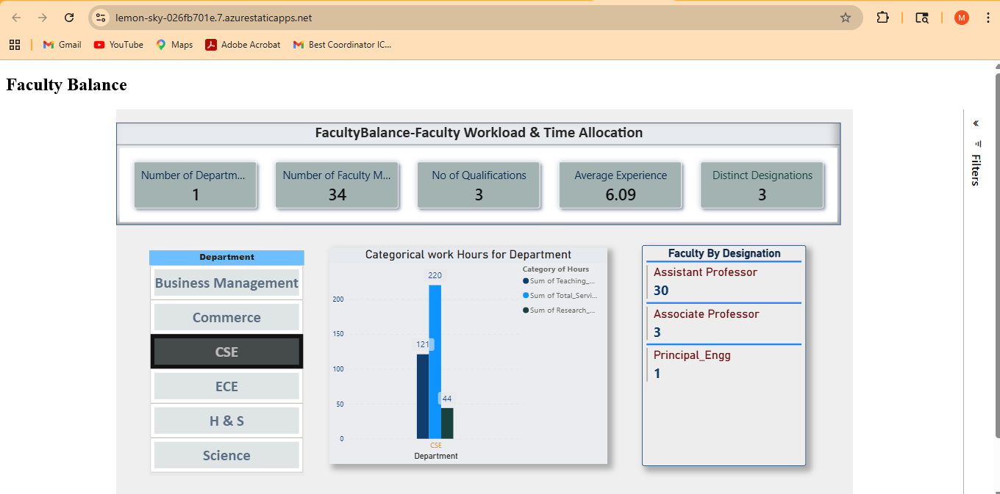 lemon-sky-026fb701e.7.azurestaticapps.net
M
Gmail YouTube Maps Adobe Acrobat Best Coordinator IC...
Faculty Balance
FacultyBalance-Faculty Workload & Time Allocation
Number of Departm...
1
Number of Faculty M...
34
No of Qualifications
3
Average Experience
6.09
Distinct Designations
3
Filters
Department
Business Management
Commerce
CSE
ECE
H & S
Science
Categorical work Hours for Department
Category of Hours
Sum of Teaching_...
Sum of Total_Servi...
Sum of Research_...
220
200
150
121
100
50
44
0
CSE
Department
Faculty By Designation
Assistant Professor
30
Associate Professor
3
Principal_Engg
1